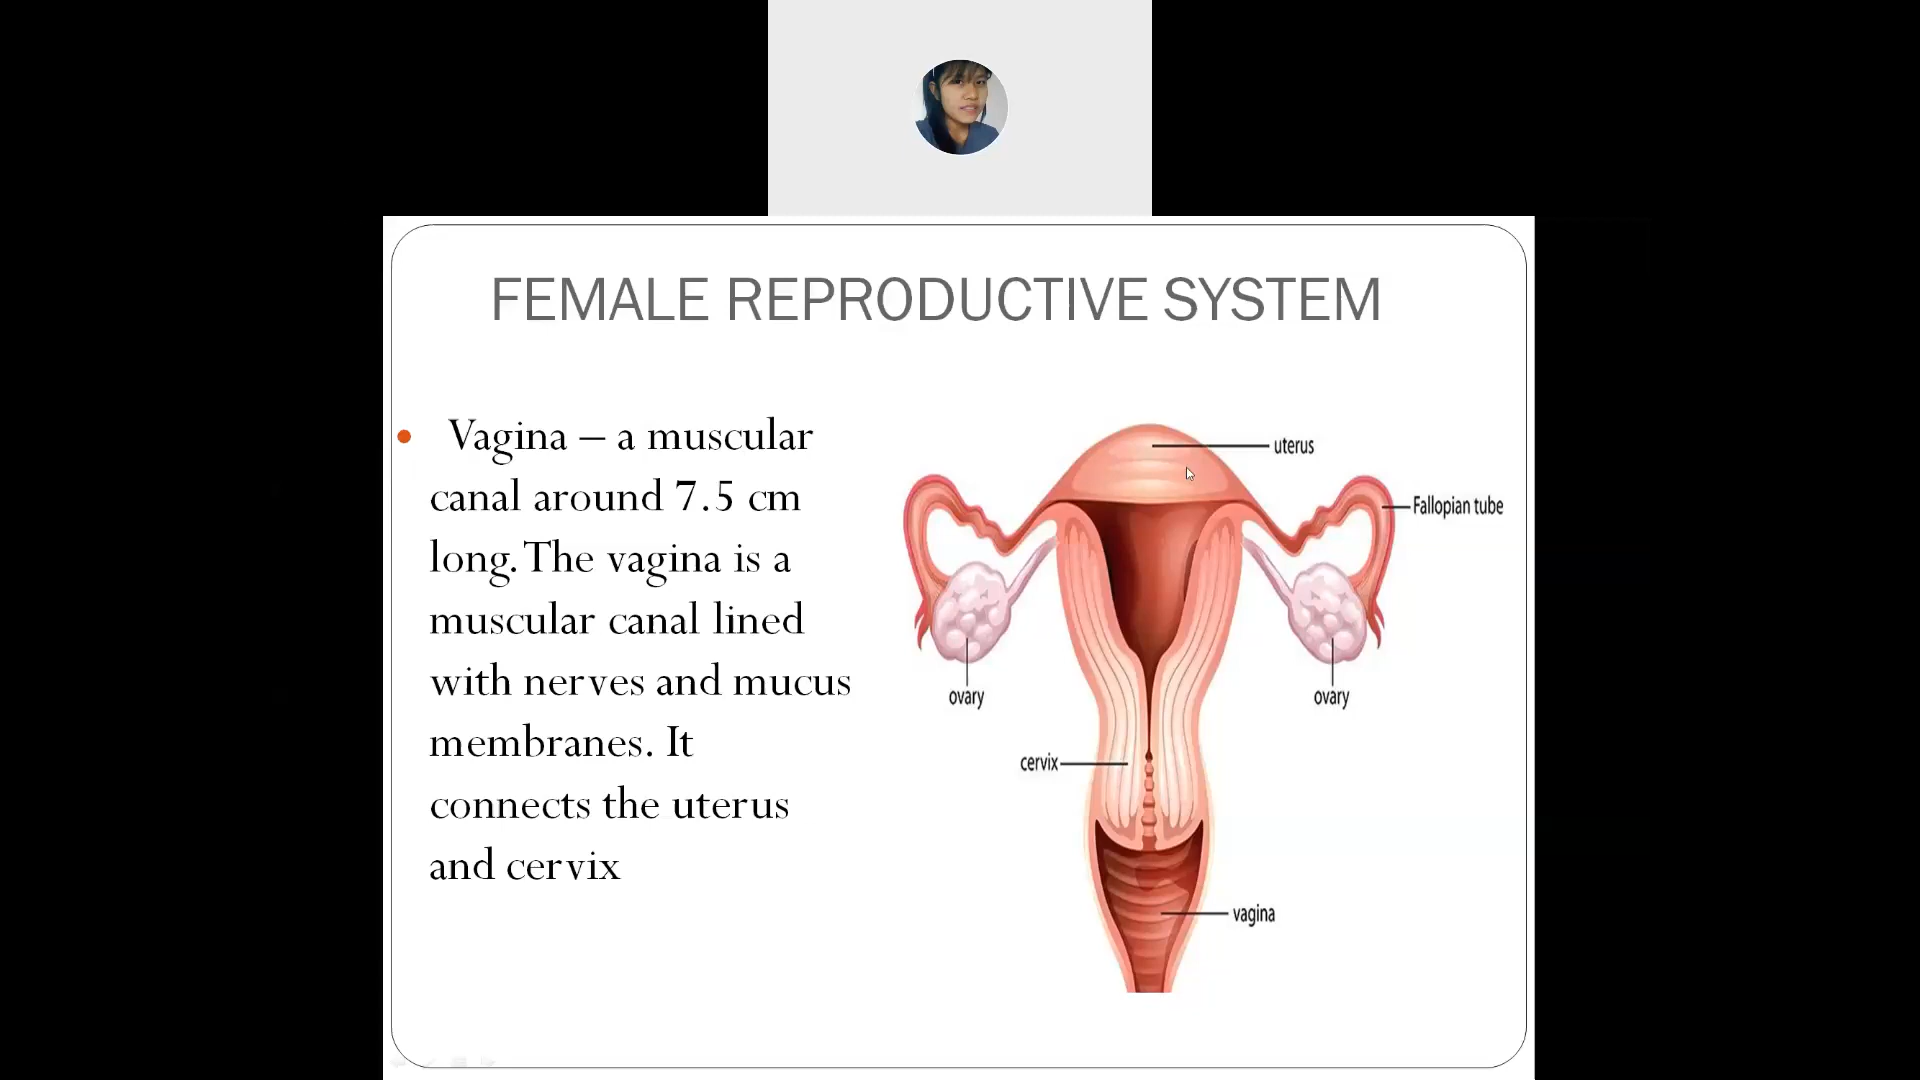 FEMALE REPRODUCTIVE SYSTEM
• Vagina – a muscular
canal around 7.5 cm
long. The vagina is a
muscular canal lined
with nerves and mucus
membranes. It
connects the uterus
and cervix
uterus
Fallopian tube
ovary
ovary
cervix
vagina